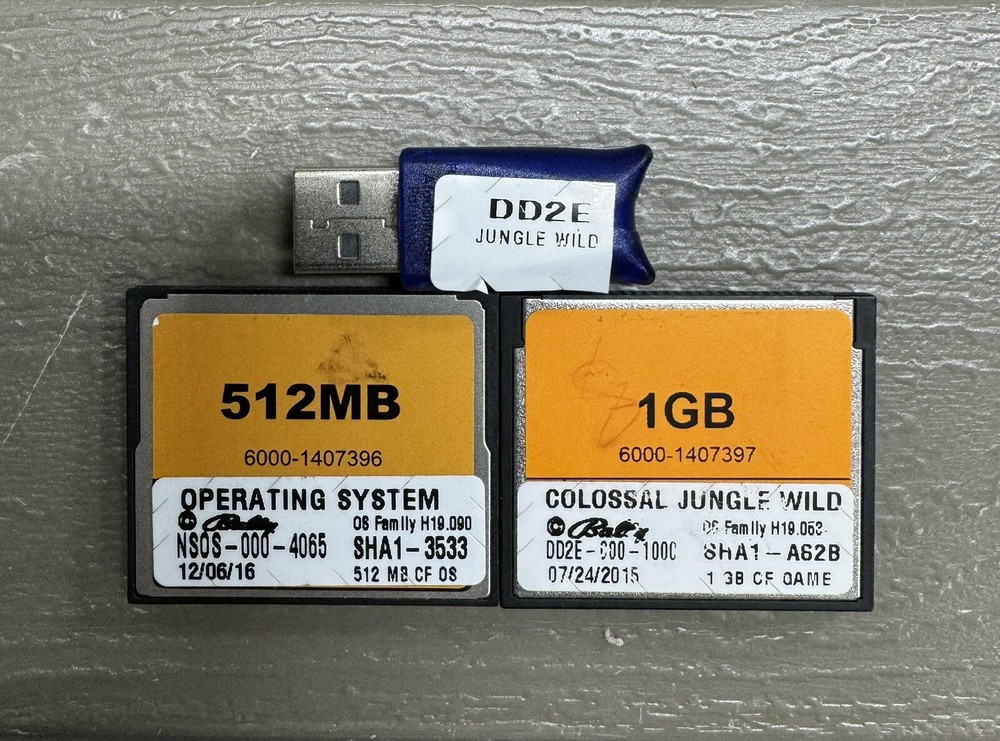 DD2E
JUNGLE WILD
512MB
6000-1407396
OPERATING SYSTEM
© Bally OS Family H19.090
NSOS-000-4065 SHA1-3533
12/06/16 512 MB CF OS
1GB
6000-1407397
COLOSSAL JUNGLE WILD
© Bally OS Family
DD2E-000-1000 SHA1-A62B
07/24/2015 1 GB CF GAME